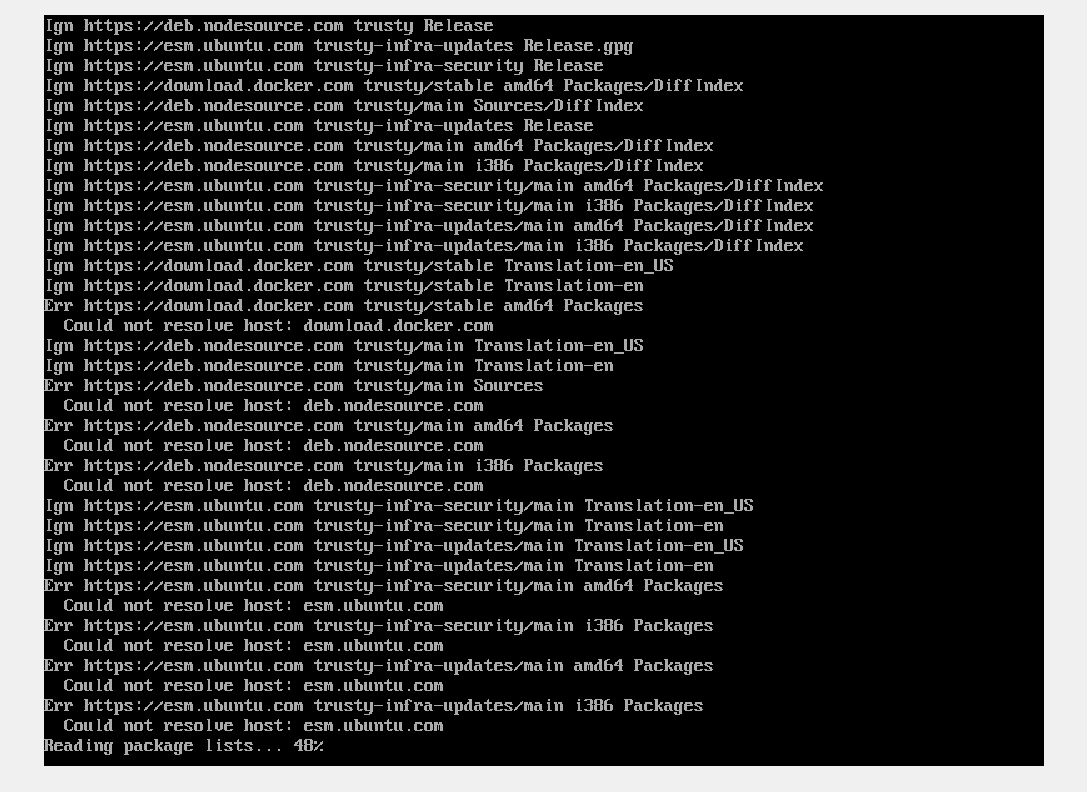 Ign https://deb.nodesource.com trusty Release
Ign https://esm.ubuntu.com trusty-infra-updates Release.gpg
Ign https://esm.ubuntu.com trusty-infra-security Release
Ign https://download.docker.com trusty/stable amd64 Packages/DiffIndex
Ign https://deb.nodesource.com trusty/main Sources/DiffIndex
Ign https://esm.ubuntu.com trusty-infra-updates Release
Ign https://deb.nodesource.com trusty/main amd64 Packages/DiffIndex
Ign https://deb.nodesource.com trusty/main i386 Packages/DiffIndex
Ign https://esm.ubuntu.com trusty-infra-security/main amd64 Packages/DiffIndex
Ign https://esm.ubuntu.com trusty-infra-security/main i386 Packages/DiffIndex
Ign https://esm.ubuntu.com trusty-infra-updates/main amd64 Packages/DiffIndex
Ign https://esm.ubuntu.com trusty-infra-updates/main i386 Packages/DiffIndex
Ign https://download.docker.com trusty/stable Translation-en_US
Ign https://download.docker.com trusty/stable Translation-en
Err https://download.docker.com trusty/stable amd64 Packages
  Could not resolve host: download.docker.com
Ign https://deb.nodesource.com trusty/main Translation-en_US
Ign https://deb.nodesource.com trusty/main Translation-en
Err https://deb.nodesource.com trusty/main Sources
  Could not resolve host: deb.nodesource.com
Err https://deb.nodesource.com trusty/main amd64 Packages
  Could not resolve host: deb.nodesource.com
Err https://deb.nodesource.com trusty/main i386 Packages
  Could not resolve host: deb.nodesource.com
Ign https://esm.ubuntu.com trusty-infra-security/main Translation-en_US
Ign https://esm.ubuntu.com trusty-infra-security/main Translation-en
Ign https://esm.ubuntu.com trusty-infra-updates/main Translation-en_US
Ign https://esm.ubuntu.com trusty-infra-updates/main Translation-en
Err https://esm.ubuntu.com trusty-infra-security/main amd64 Packages
  Could not resolve host: esm.ubuntu.com
Err https://esm.ubuntu.com trusty-infra-security/main i386 Packages
  Could not resolve host: esm.ubuntu.com
Err https://esm.ubuntu.com trusty-infra-updates/main amd64 Packages
  Could not resolve host: esm.ubuntu.com
Err https://esm.ubuntu.com trusty-infra-updates/main i386 Packages
  Could not resolve host: esm.ubuntu.com
Reading package lists... 48%